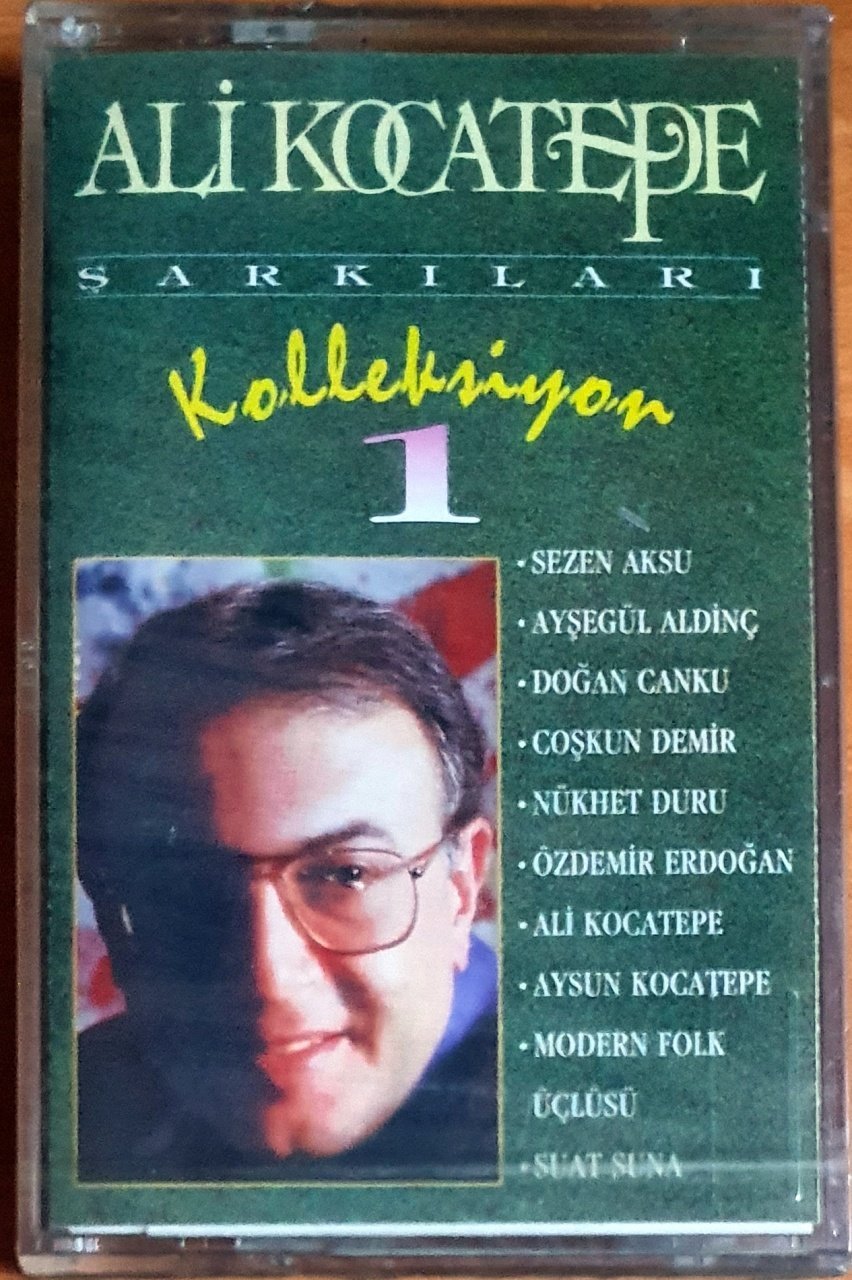 ALİ KOCATEPE
ŞARKILARI
Kolleksiyon
1
• SEZEN AKSU
• AYŞEGÜL ALDİNÇ
• DOĞAN CANKU
• COŞKUN DEMİR
• NÜKHET DURU
• ÖZDEMİR ERDOĞAN
• ALİ KOCATEPE
• AYSUN KOCATEPE
• MODERN FOLK
ÜÇLÜSÜ
• SUAT SUNA